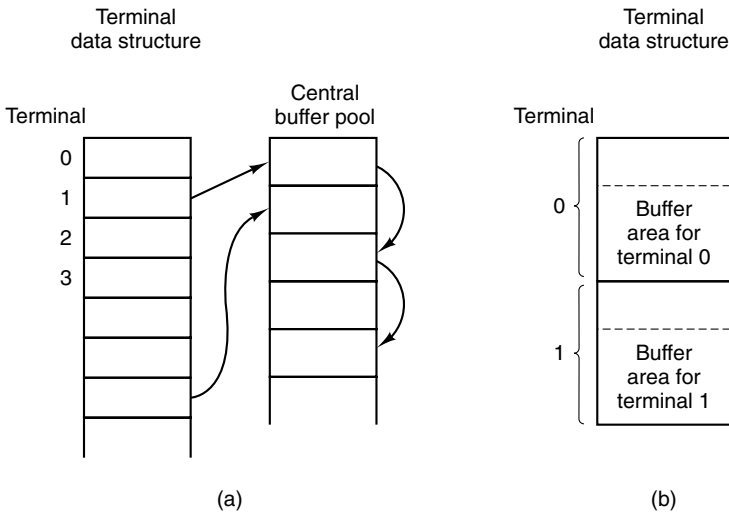 Terminal
data structure
Terminal
0
1
2
3
Central
buffer pool
(a)
Terminal
data structure
Terminal
0
Buffer
area for
terminal 0
1
Buffer
area for
terminal 1
(b)